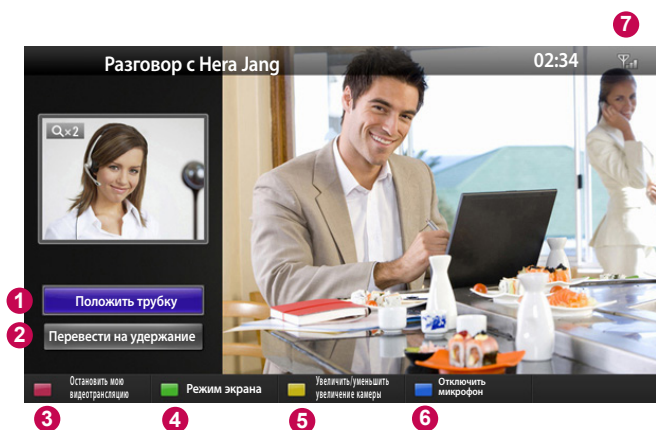 7
Разговор с Hera Jang
02:34
×2
1
Положить трубку
2
Перевести на удержание
Остановить мою
видеотрансляцию
Режим экрана
Увеличить/уменьшить
увеличение камеры
Отключить
микрофон
3
4
5
6